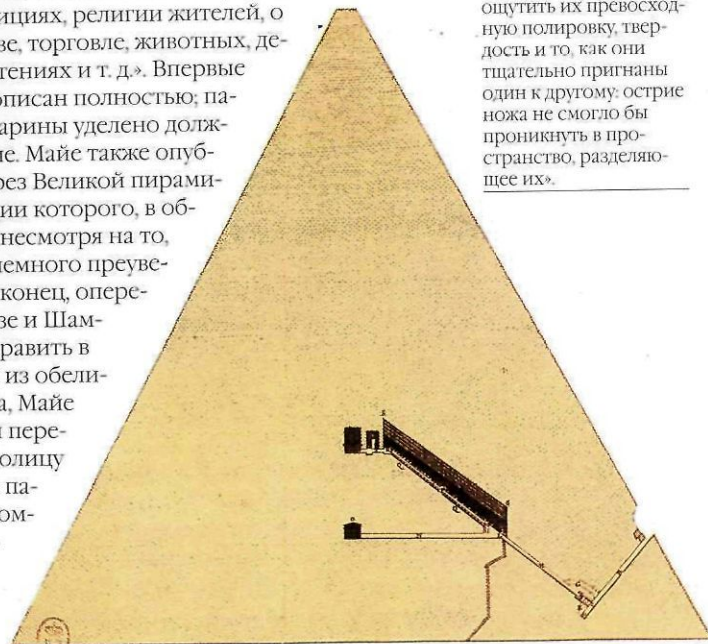 ициях, религии жителей, о
ве, торговле, животных, де-
тениях и т. д.». Впервые
описан полностью; па-
арины уделено долж-
ие. Майе также опуб-
рез Великой пирами-
ии которого, в об-
несмотря на то,
немного преуве-
конец, опере-
ве и Шам-
равить в
из обели-
а, Майе
и пере-
олицу
па-
ом-
ощутить их превосход-
ную полировку, твер-
дость и то, как они
тщательно пригнаны
один к другому: острие
ножа не смогло бы
проникнуть в про-
странство, разделяю-
щее их».